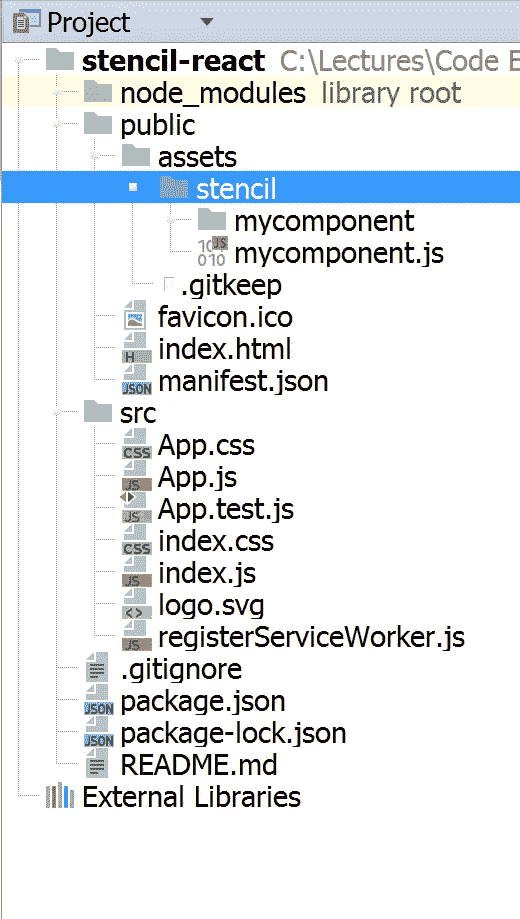 Project
stencil-react C:\Lectures\Code E
node_modules library root
public
assets
stencil
mycomponent
mycomponent.js
.gitkeep
favicon.ico
index.html
manifest.json
src
App.css
App.js
App.test.js
index.css
index.js
logo.svg
registerServiceWorker.js
.gitignore
package.json
package-lock.json
README.md
External Libraries